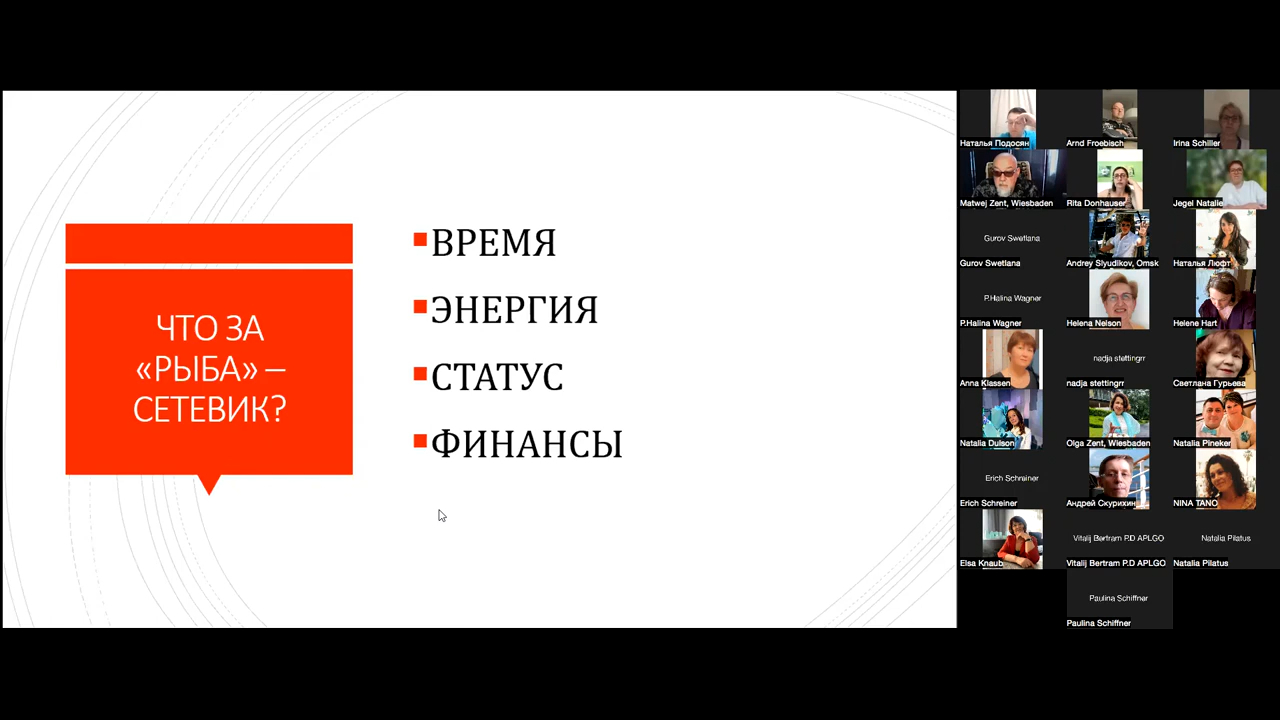 ЧТО ЗА
«РЫБА» –
СЕТЕВИК?
ВРЕМЯ
ЭНЕРГИЯ
СТАТУС
ФИНАНСЫ
Наталья Подосян
Arnd Froebisch
Irina Schiller
Matwej Zent, Wiesbaden
Rita Donhauser
Jegel Natalie
Gurov Swetlana
Gurov Swetlana
Andrey Slyudikov, Omsk
Наталья Люфт
P.Halina Wagner
P.Halina Wagner
Helena Nelson
Helene Hart
Anna Klassen
nadja stettingrr
nadja stettingrr
Светлана Гурьева
Natalia Dulson
Olga Zent, Wiesbaden
Natalia Pineker
Erich Schreiner
Erich Schreiner
Андрей Скурихин
NINA TANO
Elsa Knaub
Vitalij Bertram P.D APLGO
Vitalij Bertram P.D APLGO
Natalia Pilatus
Natalia Pilatus
Paulina Schiffner
Paulina Schiffner